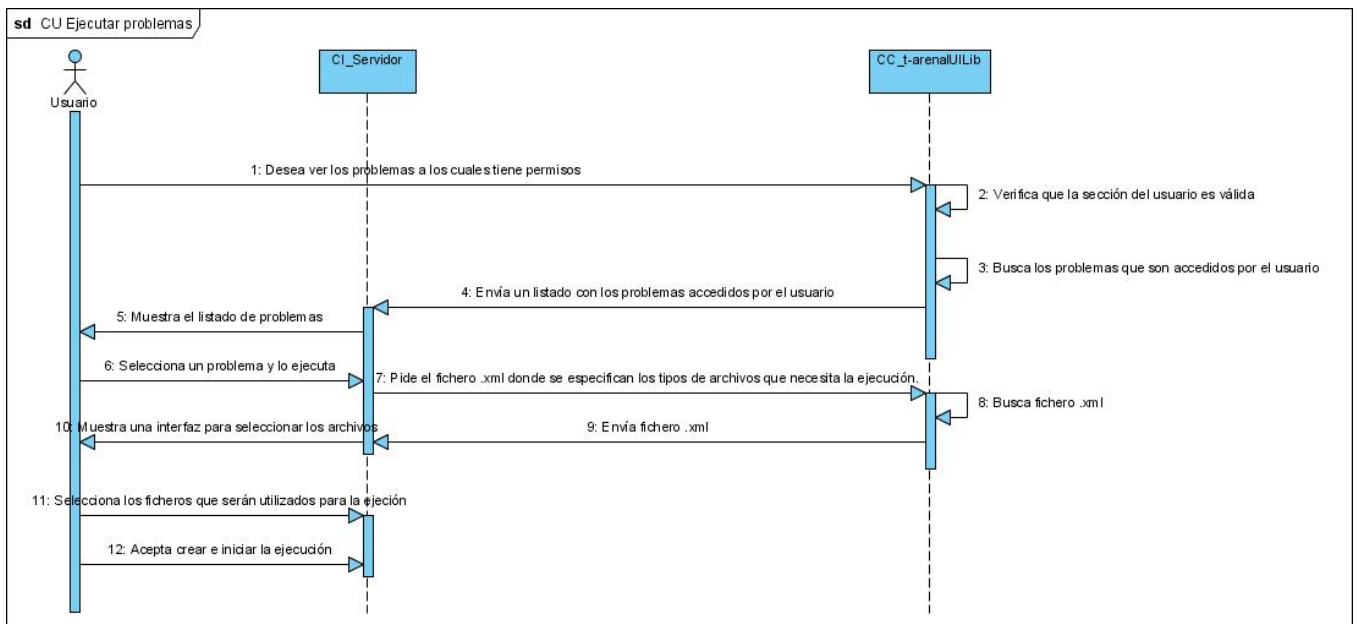 sd CU Ejecutar problemas
Usuario
CI_Servidor
CC_t-arenalUILib
1: Desea ver los problemas a los cuales tiene permisos
2: Verifica que la sección del usuario es válida
3: Busca los problemas que son accedidos por el usuario
4: Envía un listado con los problemas accedidos por el usuario
5: Muestra el listado de problemas
6: Selecciona un problema y lo ejecuta
7: Pide el fichero .xml donde se especifican los tipos de archivos que necesita la ejecución.
8: Busca fichero .xml
9: Envía fichero .xml
10: Muestra una interfaz para seleccionar los archivos
11: Selecciona los ficheros que serán utilizados para la ejeción
12: Acepta crear e iniciar la ejecución